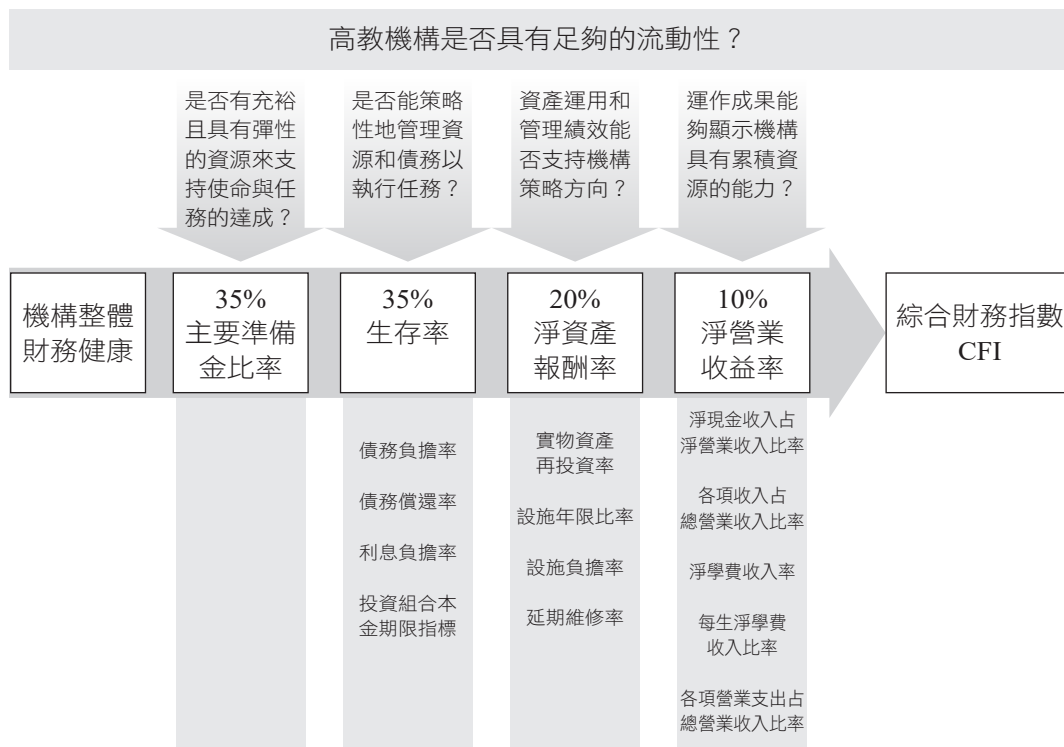 高教機構是否具有足夠的流動性？
是否有充裕
且具有彈性
的資源來支
持使命與任
務的達成？
是否能策略
性地管理資
源和債務以
執行任務？
資產運用和
管理績效能
否支持機構
策略方向？
運作成果能
夠顯示機構
具有累積資
源的能力？
機構整體
財務健康
35%
主要準備
金比率
35%
生存率
20%
淨資產
報酬率
10%
淨營業
收益率
綜合財務指數
CFI
債務負擔率
債務償還率
利息負擔率
投資組合本
金期限指標
實物資產
再投資率
設施年限比率
設施負擔率
延期維修率
淨現金收入占
淨營業收入比率
各項收入占
總營業收入比率
淨學費收入率
每生淨學費
收入比率
各項營業支出占
總營業收入比率